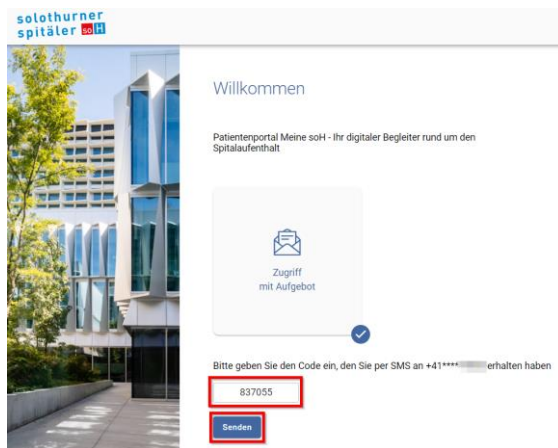 solothurner
spitäler soH
Willkommen
Patientenportal Meine soH - Ihr digitaler Begleiter rund um den
Spitalaufenthalt
Zugriff
mit Aufgebot
Bitte geben Sie den Code ein, den Sie per SMS an +41**** erhalten haben
837055
Senden